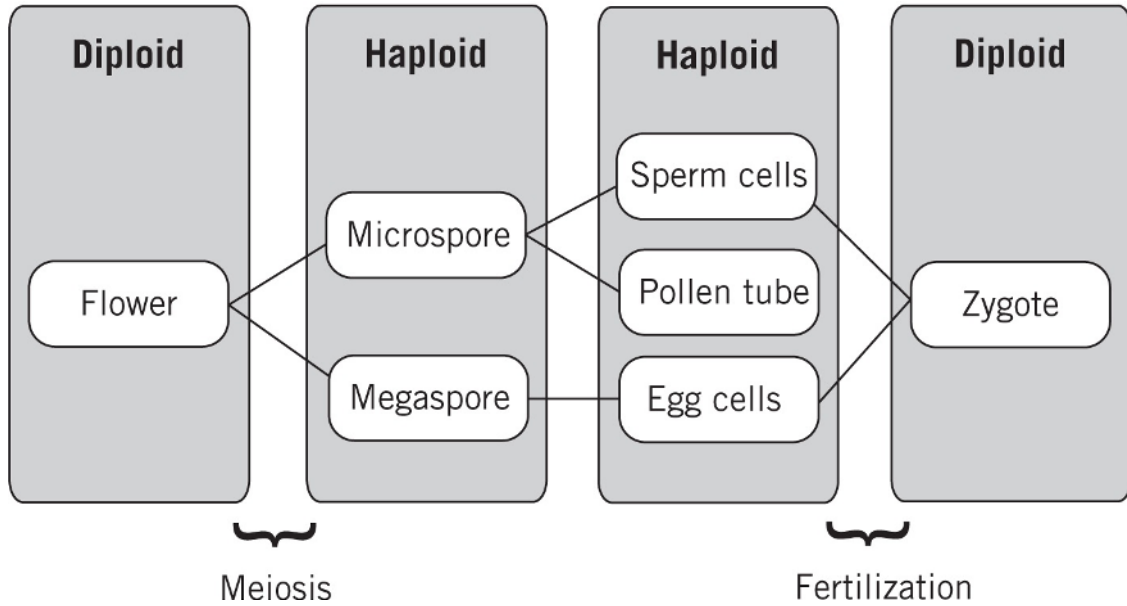 Diploid
Haploid
Haploid
Diploid
Flower
Microspore
Megaspore
Sperm cells
Pollen tube
Egg cells
Zygote
Meiosis
Fertilization